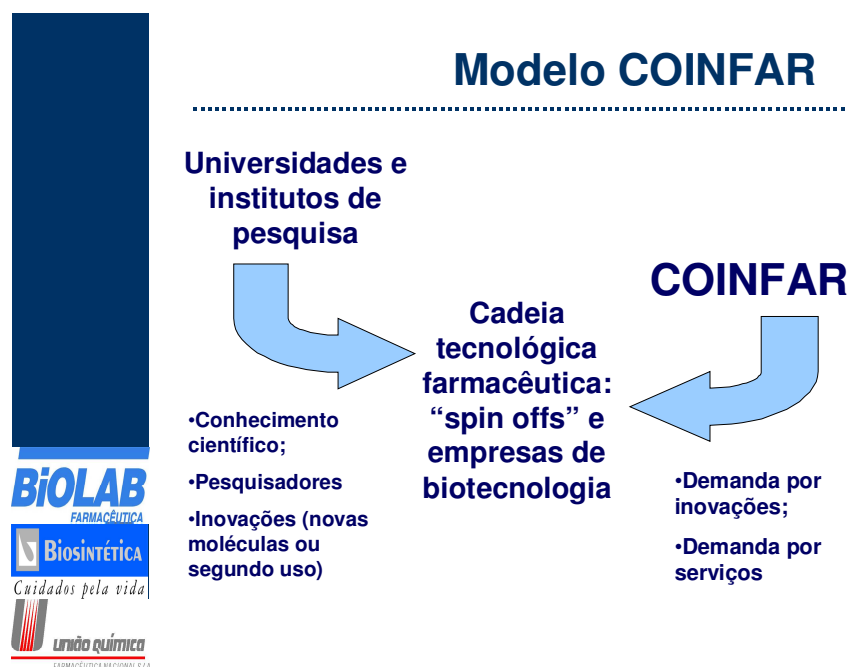 Modelo COINFAR
Universidades e
institutos de
pesquisa
COINFAR
Cadeia
tecnológica
farmacêutica:
“spin offs” e
empresas de
biotecnologia
•Conhecimento
científico;
•Pesquisadores
•Inovações (novas
moléculas ou
segundo uso)
•Demanda por
inovações;
•Demanda por
serviços
BiOLAB
FARMACÊUTICA
Biosintética
Cuidados pela vida
união química
FARMACÊUTICA NACIONAL S/A